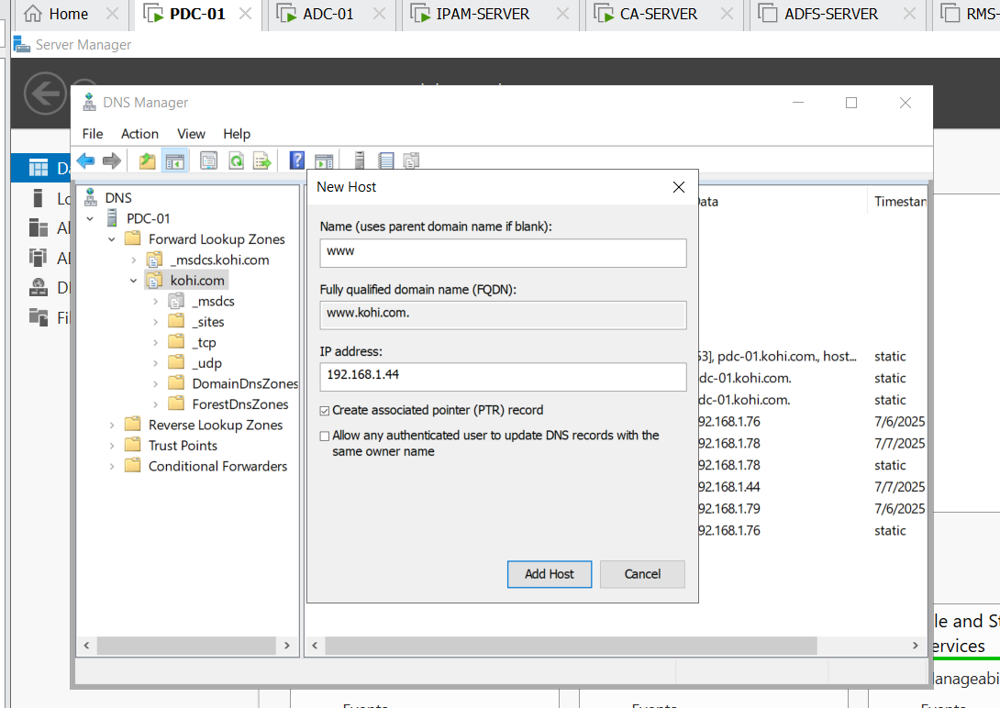 Home
PDC-01
ADC-01
IPAM-SERVER
CA-SERVER
ADFS-SERVER
RMS-
Server Manager
DNS Manager
File Action View Help
DNS
PDC-01
Forward Lookup Zones
_msdcs.kohi.com
kohi.com
_msdcs
_sites
_tcp
_udp
DomainDnsZones
ForestDnsZones
Reverse Lookup Zones
Trust Points
Conditional Forwarders
New Host
Name (uses parent domain name if blank):
www
Fully qualified domain name (FQDN):
www.kohi.com.
IP address:
192.168.1.44
Create associated pointer (PTR) record
Allow any authenticated user to update DNS records with the
same owner name
Add Host Cancel
ata Timestan
53], pdc-01.kohi.com., host... static
dc-01.kohi.com. static
dc-01.kohi.com. static
92.168.1.76 7/6/2025
92.168.1.78 7/7/2025
92.168.1.78 static
92.168.1.44 7/7/2025
92.168.1.79 7/6/2025
92.168.1.76 static
le and St
ervices
lanageabi